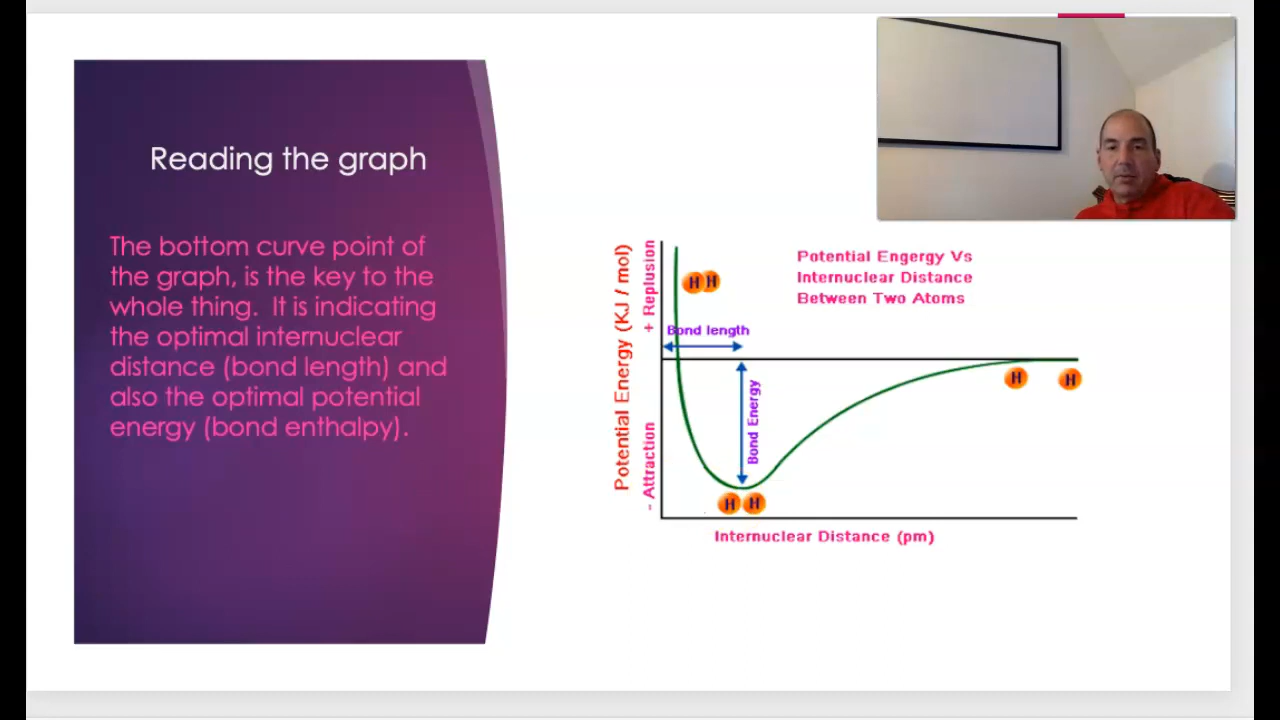 Reading the graph
The bottom curve point of
the graph, is the key to the
whole thing.  It is indicating
the optimal internuclear
distance (bond length) and
also the optimal potential
energy (bond enthalpy).
Potential Engergy Vs
Internuclear Distance
Between Two Atoms
Potential Energy (KJ / mol)
+ Replusion
- Attraction
H H
Bond length
Bond Energy
H H
H H
Internuclear Distance (pm)